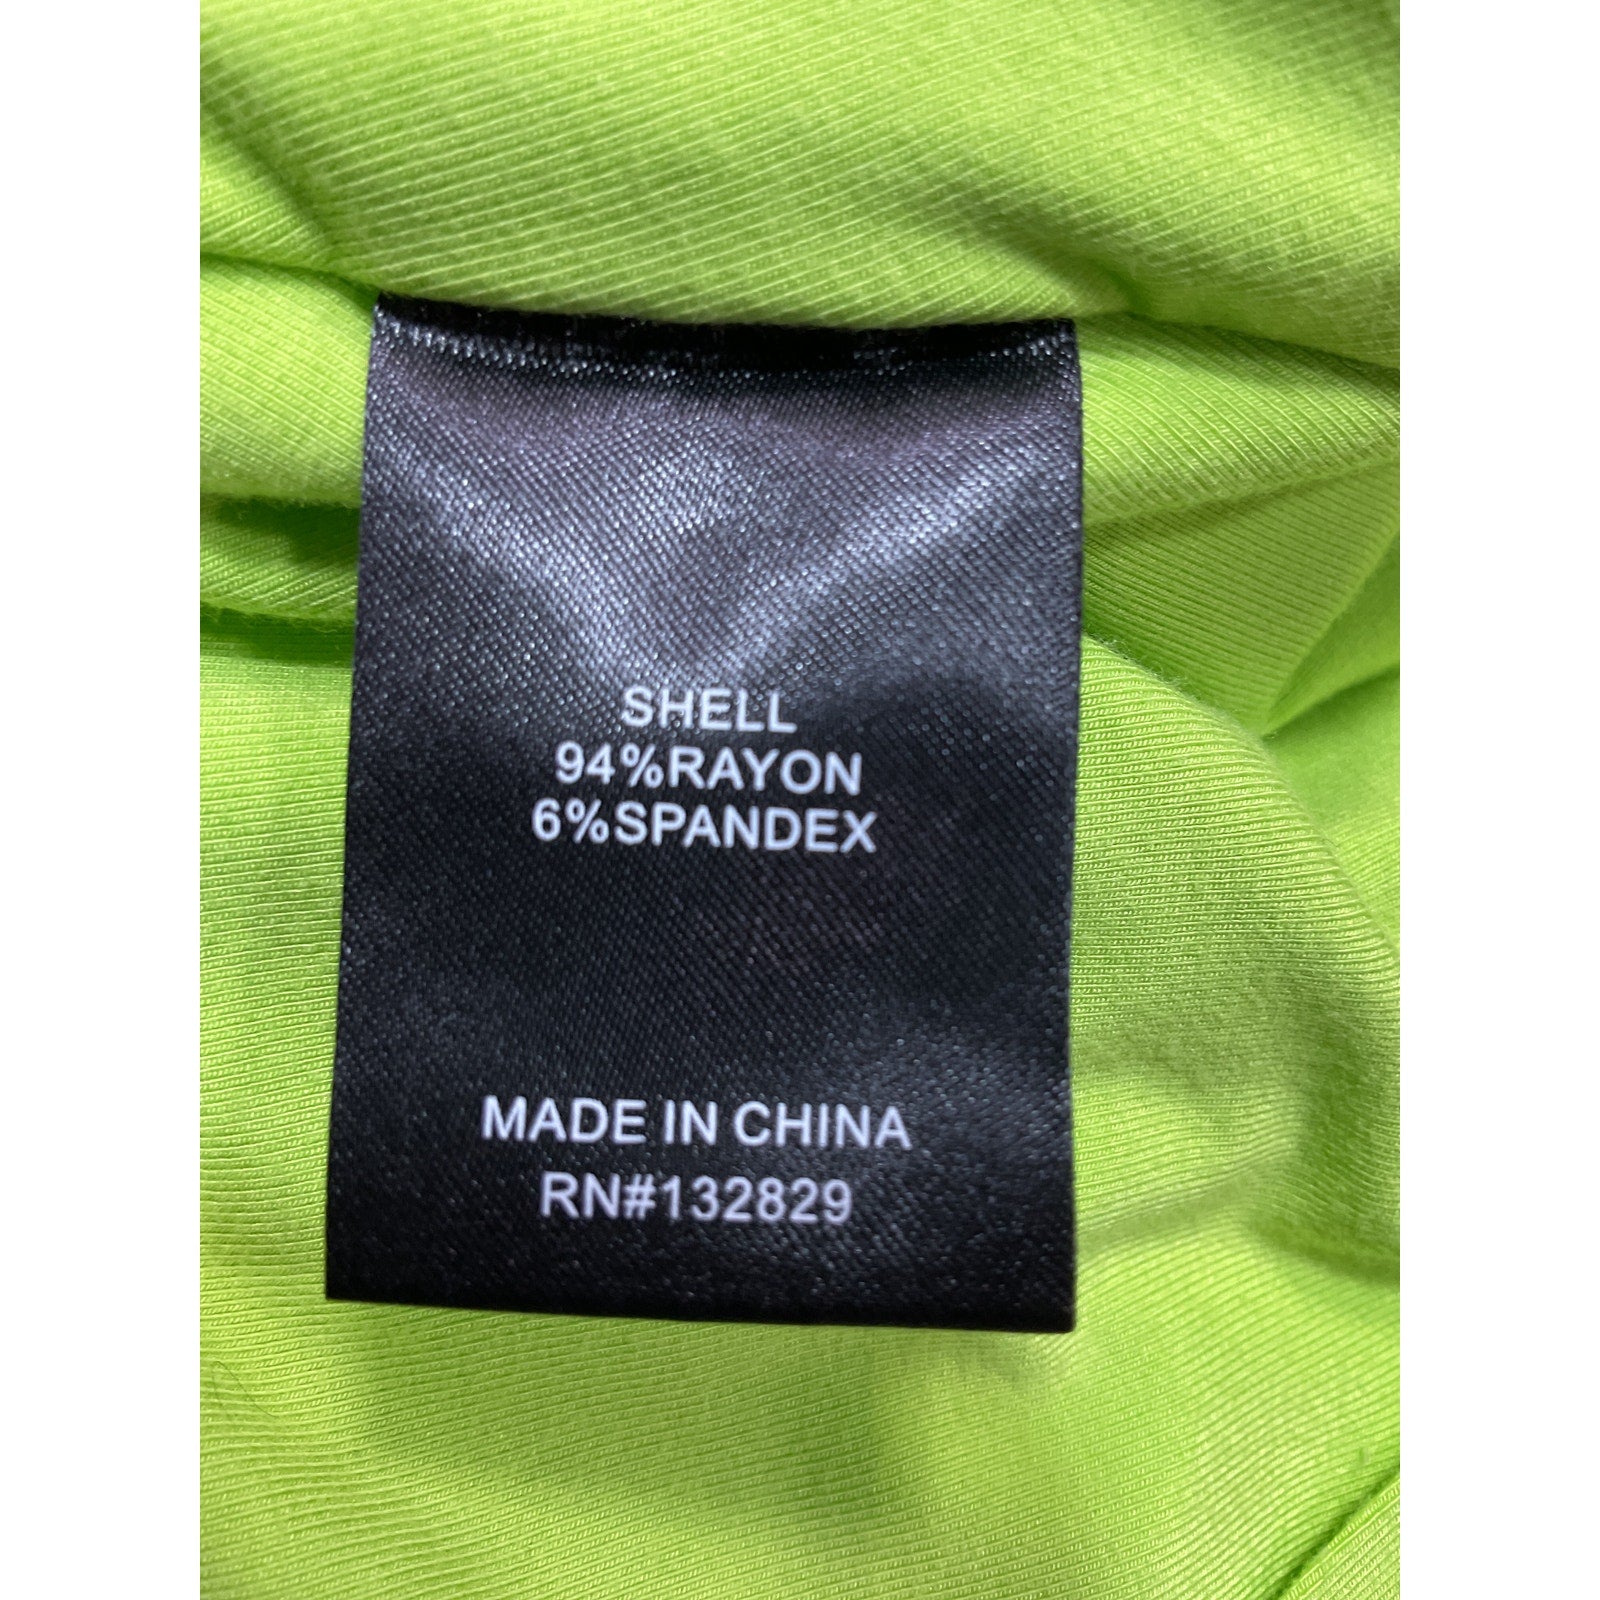 SHELL
94%RAYON
6%SPANDEX
MADE IN CHINA
RN#132829